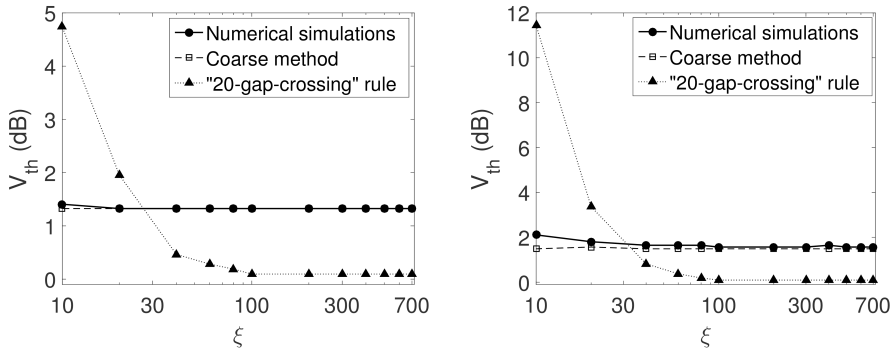 5
4
3
2
1
0
V_th (dB)
Numerical simulations
Coarse method
"20-gap-crossing" rule
10 30 100 300 700
ξ
12
10
8
6
4
2
0
V_th (dB)
Numerical simulations
Coarse method
"20-gap-crossing" rule
10 30 100 300 700
ξ